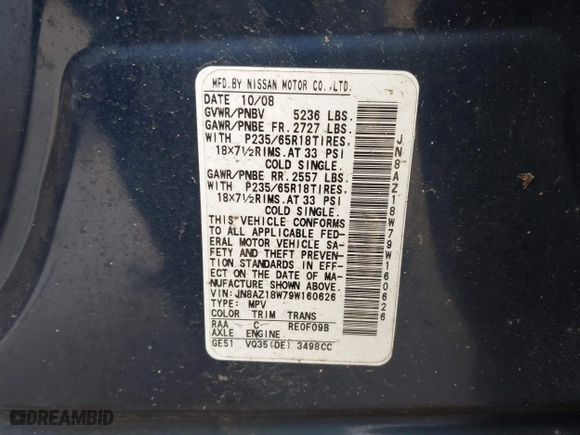 MFD.BY NISSAN MOTOR CO.,LTD.
DATE 10/08
GVWR/PNBV 5236 LBS.
GAWR/PNBE FR. 2727 LBS.
WITH P235/65R18TIRES.
18x7½RIMS.AT 33 PSI
COLD SINGLE.
GAWR/PNBE RR. 2557 LBS.
WITH P235/65R18TIRES.
18x7½RIMS.AT 33 PSI
COLD SINGLE.
THIS VEHICLE CONFORMS
TO ALL APPLICABLE FED-
ERAL MOTOR VEHICLE SA-
FETY AND THEFT PREVEN-
TION STANDARDS IN EFF-
ECT ON THE DATE OF MA-
NUFACTURE SHOWN ABOVE.
VIN: JN8AZ18W79W160626
TYPE: MPV
COLOR TRIM TRANS
RAA C RE0F09B
AXLE ENGINE
GE51 VQ35(DE) 3498CC
JN8AZ18W79W160626
DREAMBID